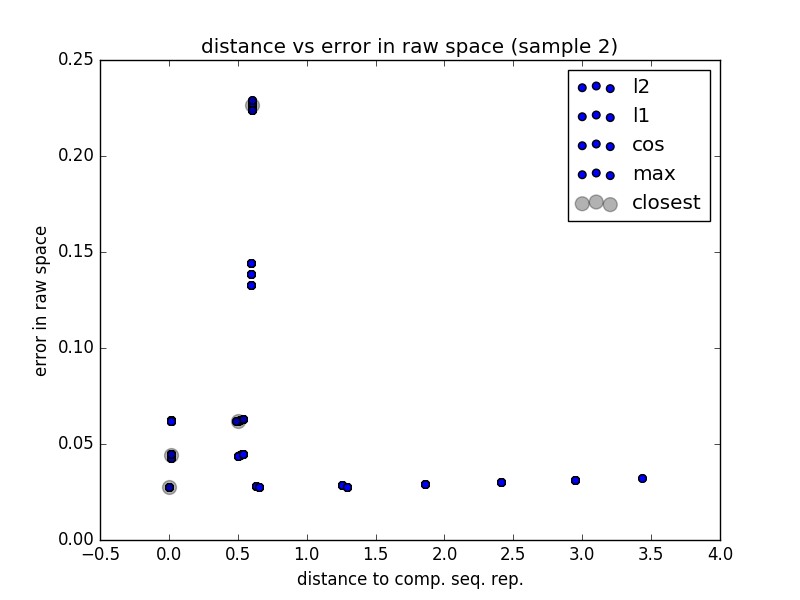 distance vs error in raw space (sample 2)
0.25
0.20
0.15
0.10
0.05
0.00
error in raw space
l2
l1
cos
max
closest
−0.5 0.0 0.5 1.0 1.5 2.0 2.5 3.0 3.5 4.0
distance to comp. seq. rep.